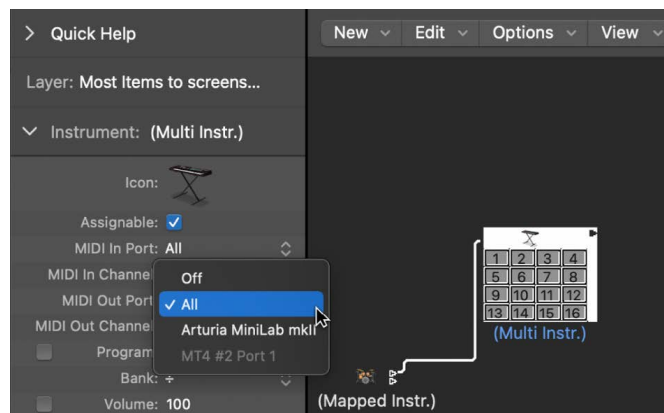 Quick Help
New
Edit
Options
View
Layer: Most Items to screens...
Instrument: (Multi Instr.)
Icon:
Assignable:
MIDI In Port: All
MIDI In Channel
Off
MIDI Out Port
All
MIDI Out Channel
Arturia MiniLab mkII
Program
MT4 #2 Port 1
Bank: ÷
Volume: 100
1 2 3 4
5 6 7 8
9 10 11 12
13 14 15 16
(Multi Instr.)
(Mapped Instr.)